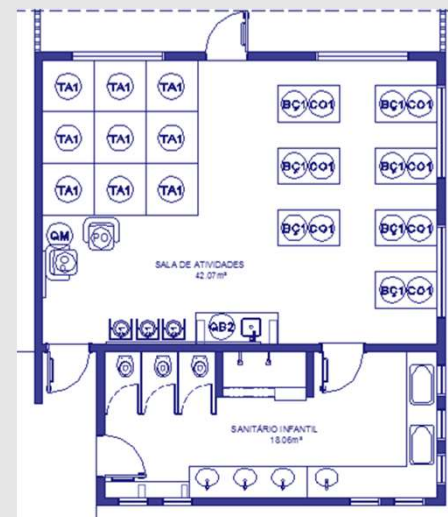 TA1 TA1 TA1
BÇ1 CO1 BÇ1 CO1
TA1 TA1 TA1
BÇ1 CO1 BÇ1 CO1
TA1 TA1 TA1
BÇ1 CO1 BÇ1 CO1
QM PO
SALA DE ATIVIDADES
42.07m²
BÇ1 CO1
QB2
SANITÁRIO INFANTIL
18.06m²